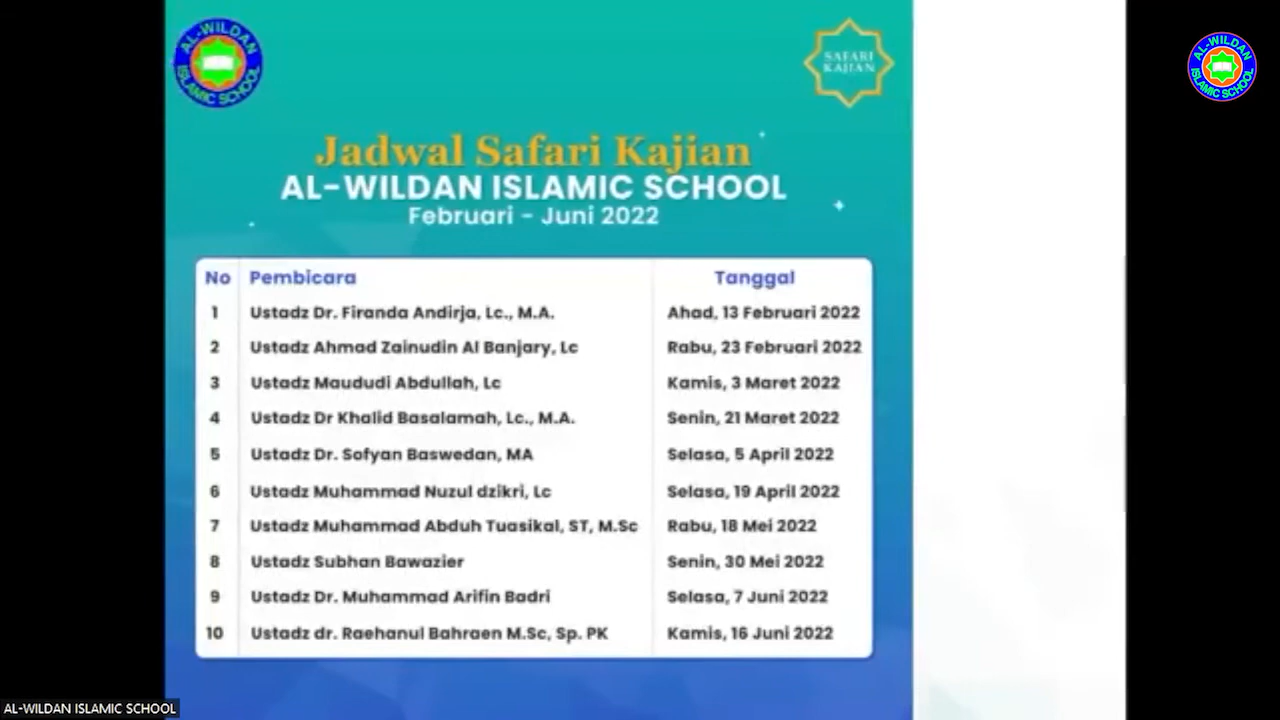 AL-WILDAN
ISLAMIC SCHOOL
SAFARI
KAJIAN
AL-WILDAN
ISLAMIC SCHOOL
Jadwal Safari Kajian
AL-WILDAN ISLAMIC SCHOOL
Februari - Juni 2022
No Pembicara Tanggal
1 Ustadz Dr. Firanda Andirja, Lc., M.A. Ahad, 13 Februari 2022
2 Ustadz Ahmad Zainudin Al Banjary, Lc Rabu, 23 Februari 2022
3 Ustadz Maududi Abdullah, Lc Kamis, 3 Maret 2022
4 Ustadz Dr Khalid Basalamah, Lc., M.A. Senin, 21 Maret 2022
5 Ustadz Dr. Sofyan Baswedan, MA Selasa, 5 April 2022
6 Ustadz Muhammad Nuzul dzikri, Lc Selasa, 19 April 2022
7 Ustadz Muhammad Abduh Tuasikal, ST, M.Sc Rabu, 18 Mei 2022
8 Ustadz Subhan Bawazier Senin, 30 Mei 2022
9 Ustadz Dr. Muhammad Arifin Badri Selasa, 7 Juni 2022
10 Ustadz dr. Raehanul Bahraen M.Sc, Sp. PK Kamis, 16 Juni 2022
AL-WILDAN ISLAMIC SCHOOL